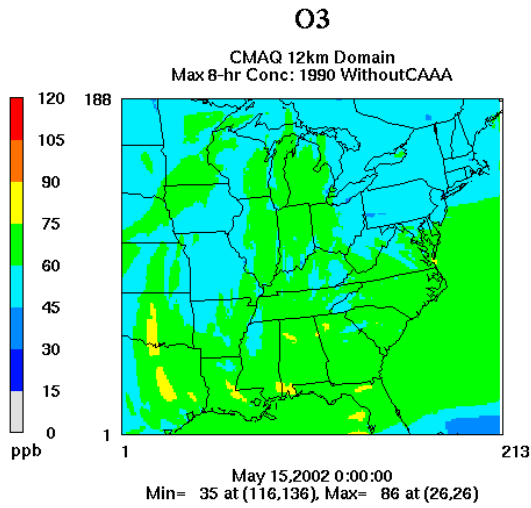 O3
CMAQ 12km Domain
Max 8-hr Conc: 1990 WithoutCAAA
120
105
90
75
60
45
30
15
0
ppb
188
1
1
213
May 15,2002 0:00:00
Min= 35 at (116,136), Max= 86 at (26,26)